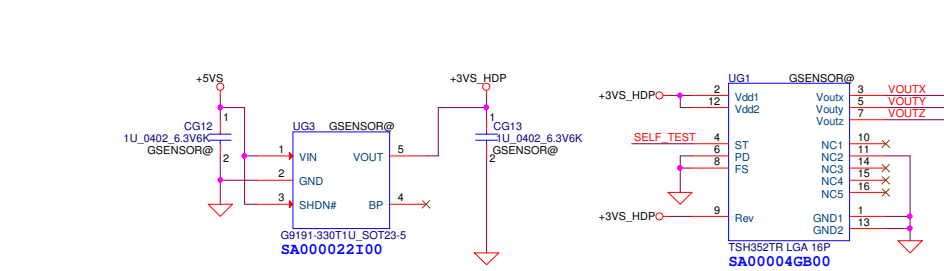 +5VS
+3VS_HDP
1
CG12
1U_0402_6.3V6K
GSENSOR@
2
UG3
GSENSOR@
1
VIN
VOUT
5
2
GND
3
SHDN#
BP
4
G9191-330T1U_SOT23-5
SA000022I00
1
CG13
1U_0402_6.3V6K
GSENSOR@
2
UG1
GSENSOR@
+3VS_HDP
2
Vdd1
12
Vdd2
Voutx
3
VOUTX
Vouty
5
VOUTY
Voutz
7
VOUTZ
SELF_TEST
4
ST
6
PD
8
FS
NC1
10
NC2
11
NC3
14
NC4
15
NC5
16
+3VS_HDP
9
Rev
GND1
1
GND2
13
TSH352TR LGA 16P
SA00004GB00